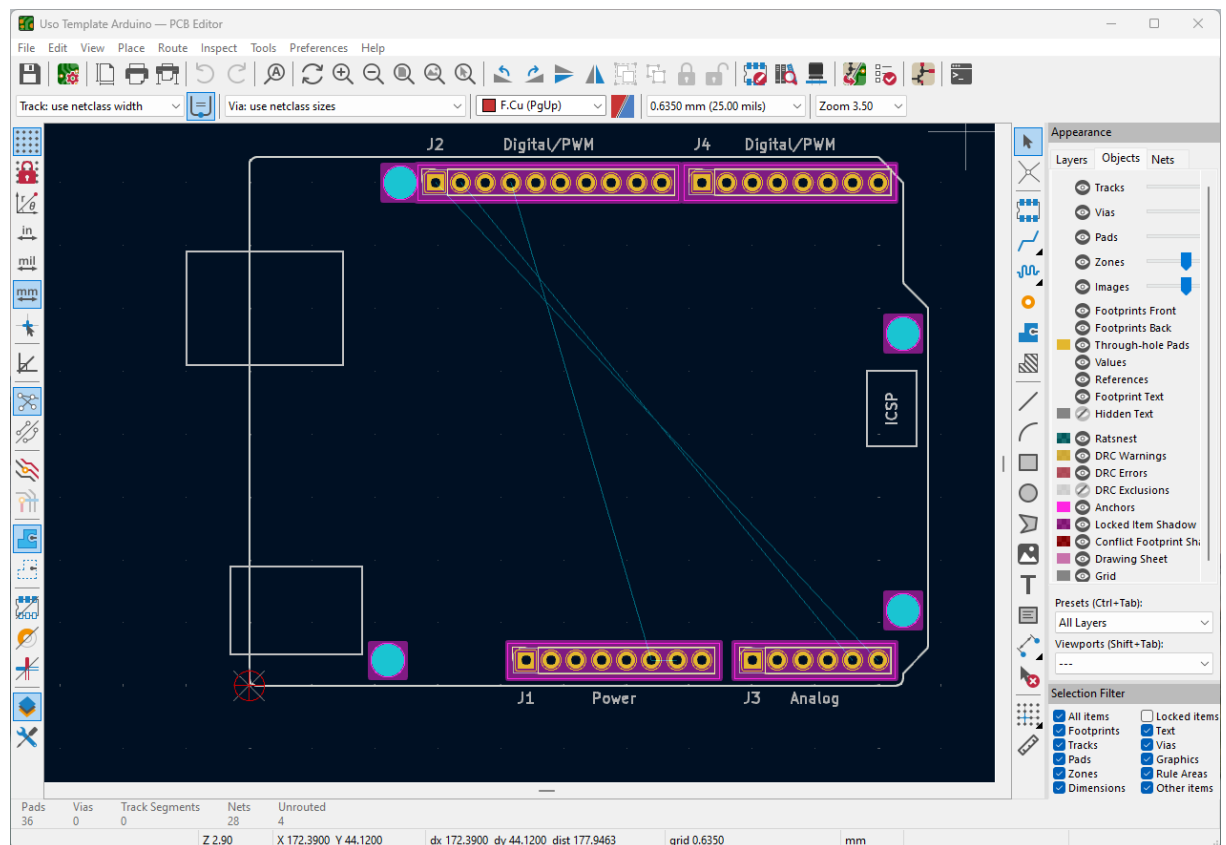 Uso Template Arduino — PCB Editor
File Edit View Place Route Inspect Tools Preferences Help
Track: use netclass width Via: use netclass sizes F.Cu (PgUp) 0.6350 mm (25.00 mils) Zoom 3.50
in
mil
mm
J2 Digital/PWM J4 Digital/PWM
ICSP
J1 Power J3 Analog
Appearance
Layers Objects Nets
Tracks
Vias
Pads
Zones
Images
Footprints Front
Footprints Back
Through-hole Pads
Values
References
Footprint Text
Hidden Text
Ratsnest
DRC Warnings
DRC Errors
DRC Exclusions
Anchors
Locked Item Shadow
Conflict Footprint Sha
Drawing Sheet
Grid
Presets (Ctrl+Tab):
All Layers
Viewports (Shift+Tab):
---
Selection Filter
All items Locked items
Footprints Text
Tracks Vias
Pads Graphics
Zones Rule Areas
Dimensions Other items
Pads Vias Track Segments Nets Unrouted
36 0 0 28 4
Z 2.90 X 172.3900 Y 44.1200 dx 172.3900 dy 44.1200 dist 177.9463 grid 0.6350 mm